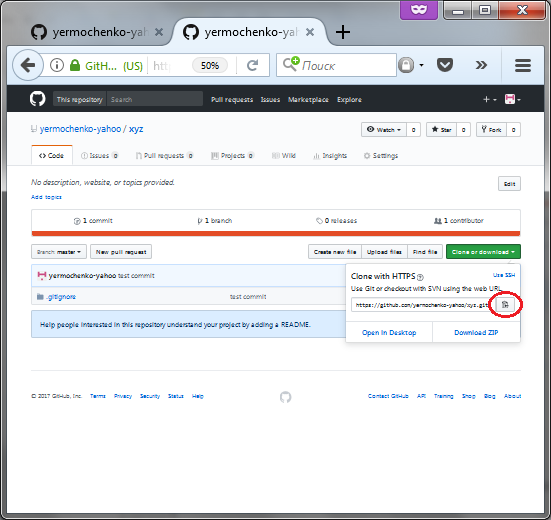 yermochenko-yah
yermochenko-yah
GitH... (US)
htt
50%
Поиск
This repository
Search
Pull requests Issues Marketplace Explore
yermochenko-yahoo / xyz
Watch 0
Star 0
Fork 0
Code
Issues 0
Pull requests 0
Projects 0
Wiki
Insights
Settings
No description, website, or topics provided.
Edit
Add topics
1 commit
1 branch
0 releases
1 contributor
Branch: master
New pull request
Create new file
Upload files
Find file
Clone or download
yermochenko-yahoo test commit
.gitignore
test commit
Clone with HTTPS
Use SSH
Use Git or checkout with SVN using the web URL.
https://github.com/yermochenko-yahoo/xyz.git
Open in Desktop
Download ZIP
Help people interested in this repository understand your project by adding a README.
© 2017 GitHub, Inc. Terms Privacy Security Status Help
Contact GitHub API Training Shop Blog About